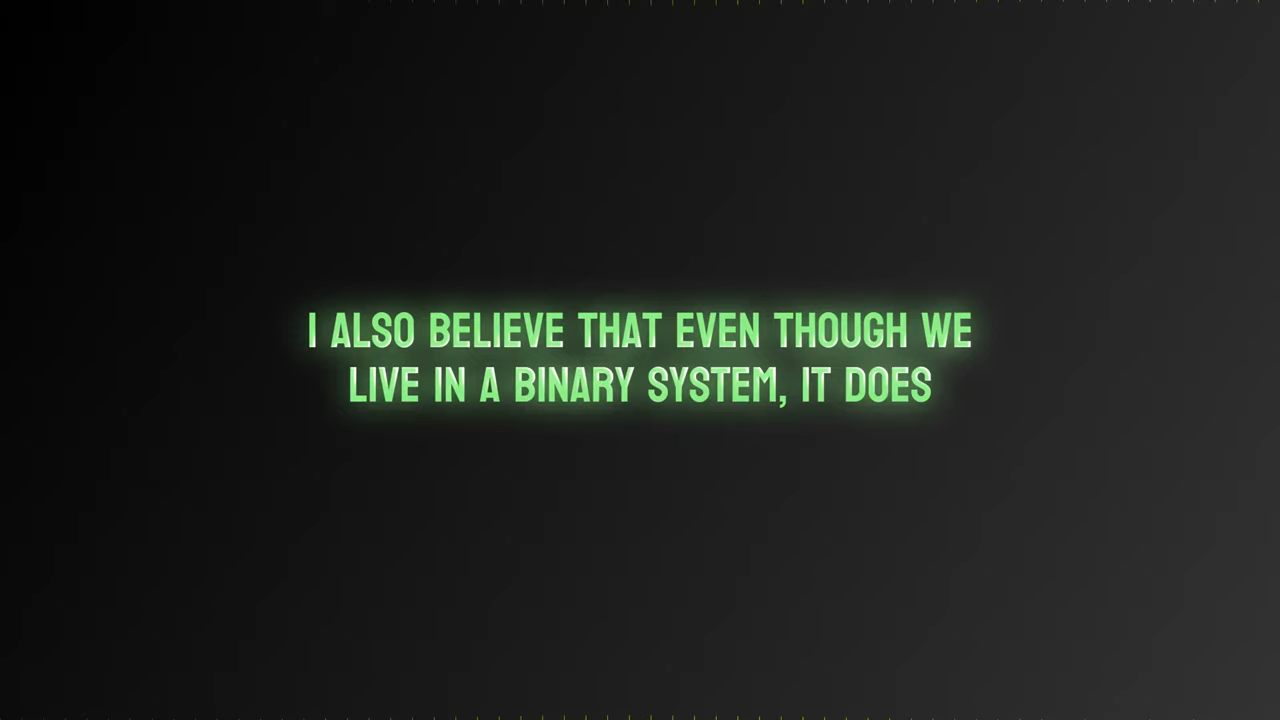 I ALSO BELIEVE THAT EVEN THOUGH WE
LIVE IN A BINARY SYSTEM, IT DOES